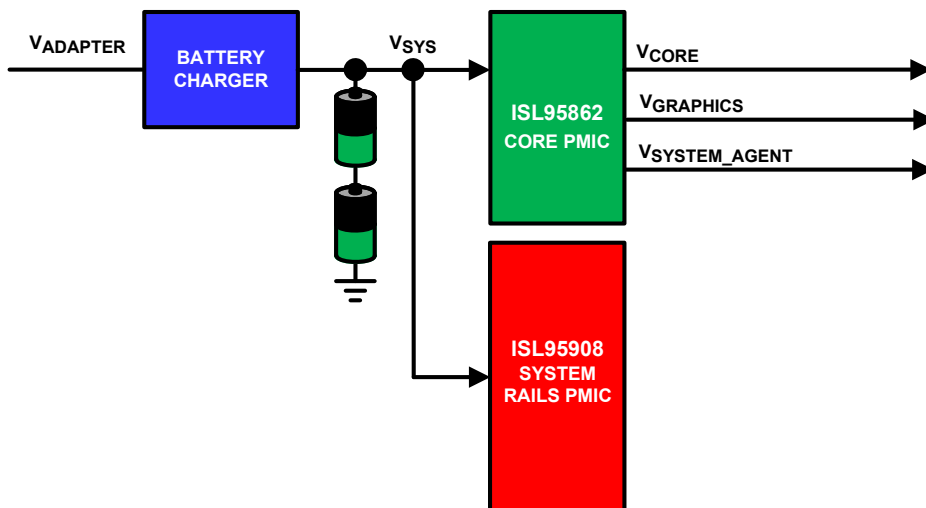 VADAPTER
BATTERY
CHARGER
VSYS
ISL95862
CORE PMIC
VCORE
VGRAPHICS
VSYSTEM_AGENT
ISL95908
SYSTEM
RAILS PMIC